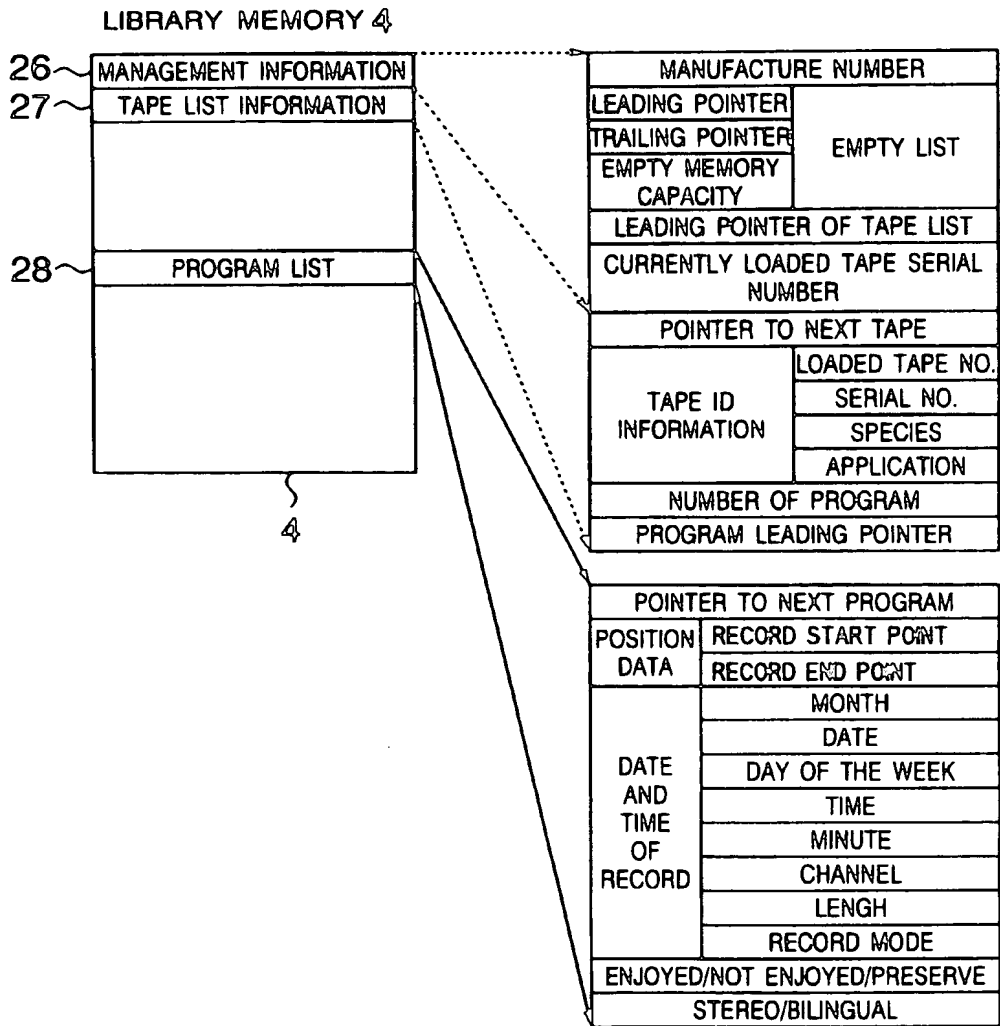 LIBRARY MEMORY 4
26
MANAGEMENT INFORMATION
27
TAPE LIST INFORMATION
28
PROGRAM LIST
4
MANUFACTURE NUMBER
LEADING POINTER
TRAILING POINTER
EMPTY MEMORY
CAPACITY
EMPTY LIST
LEADING POINTER OF TAPE LIST
CURRENTLY LOADED TAPE SERIAL
NUMBER
POINTER TO NEXT TAPE
TAPE ID
INFORMATION
LOADED TAPE NO.
SERIAL NO.
SPECIES
APPLICATION
NUMBER OF PROGRAM
PROGRAM LEADING POINTER
POINTER TO NEXT PROGRAM
POSITION
DATA
RECORD START POINT
RECORD END POINT
DATE
AND
TIME
OF
RECORD
MONTH
DATE
DAY OF THE WEEK
TIME
MINUTE
CHANNEL
LENGH
RECORD MODE
ENJOYED/NOT ENJOYED/PRESERVE
STEREO/BILINGUAL